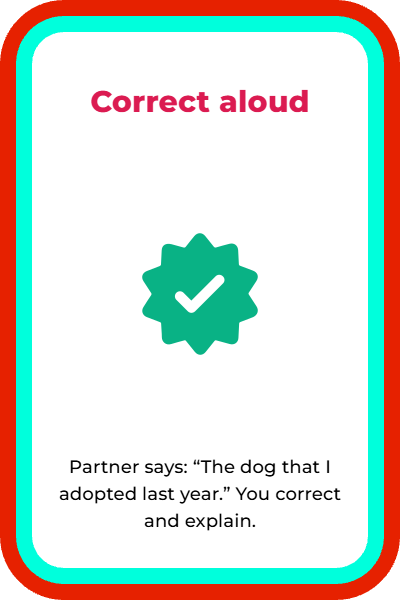 Correct aloud
Partner says: “The dog that I
adopted last year.” You correct
and explain.